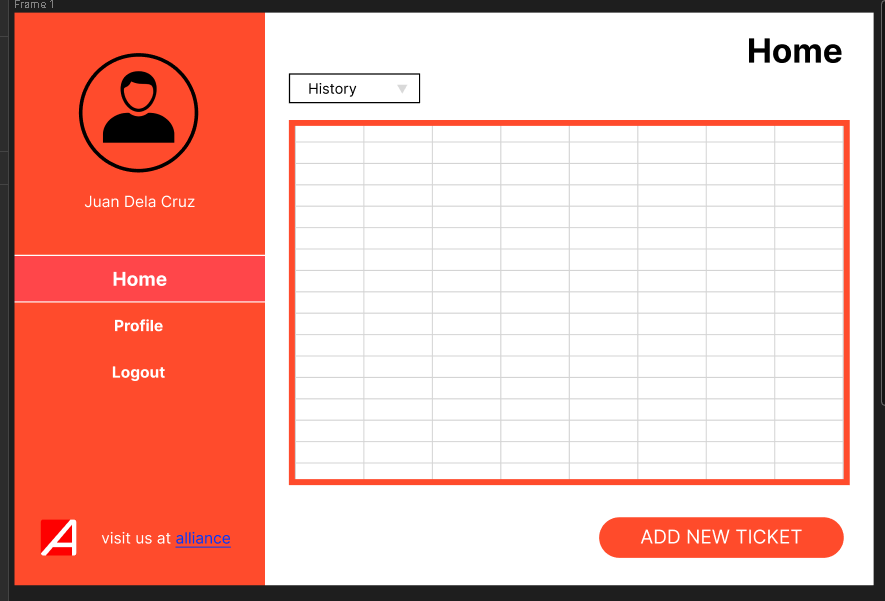 Frame 1
Home
History
Juan Dela Cruz
Home
Profile
Logout
visit us at alliance
ADD NEW TICKET